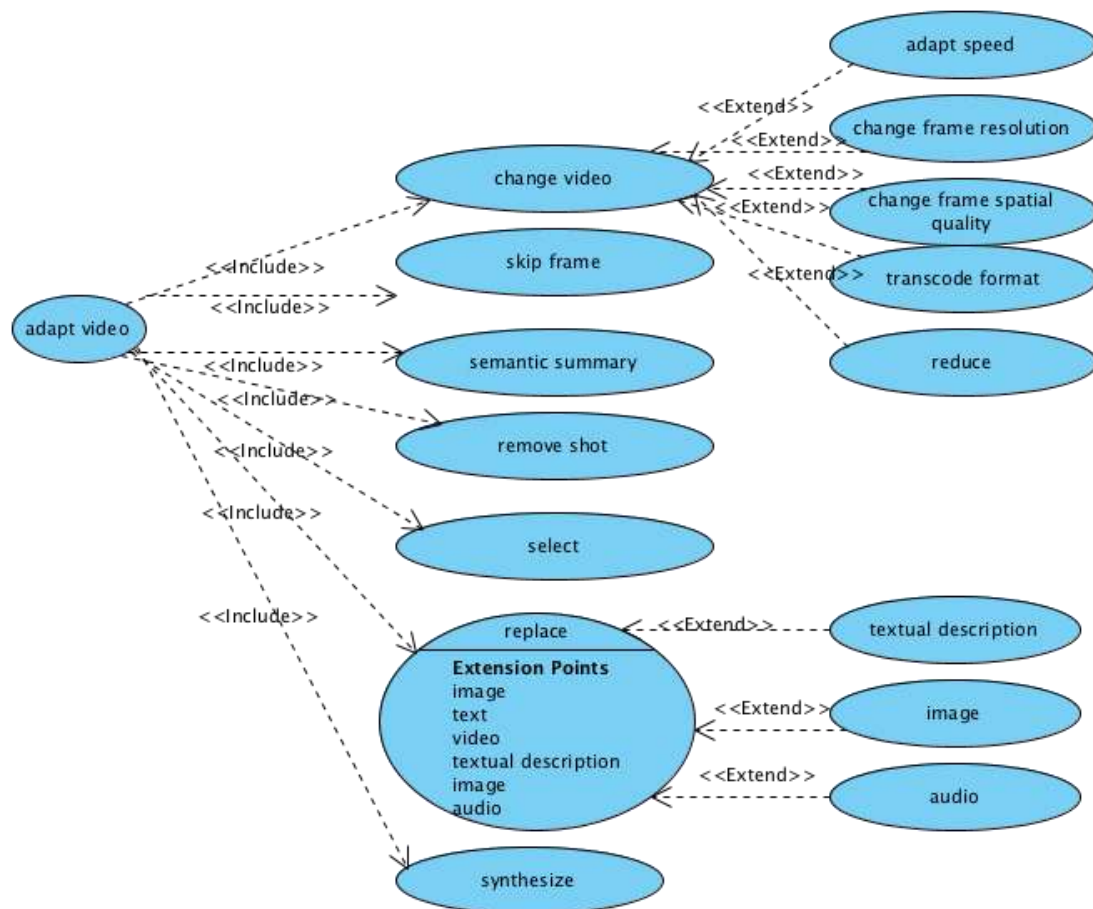 adapt speed
<<Extend>>
change frame resolution
<<Extend>>
change video
<<Extend>>
change frame spatial
quality
<<Extend>>
skip frame
<<Include>>
<<Extend>>
transcode format
<<Include>>
adapt video
semantic summary
<<Include>>
reduce
<<Include>>
remove shot
<<Include>>
<<Include>>
select
<<Include>>
replace
<<Extend>>
textual description
Extension Points
image
text
video
textual description
image
audio
<<Extend>>
image
<<Extend>>
audio
synthesize